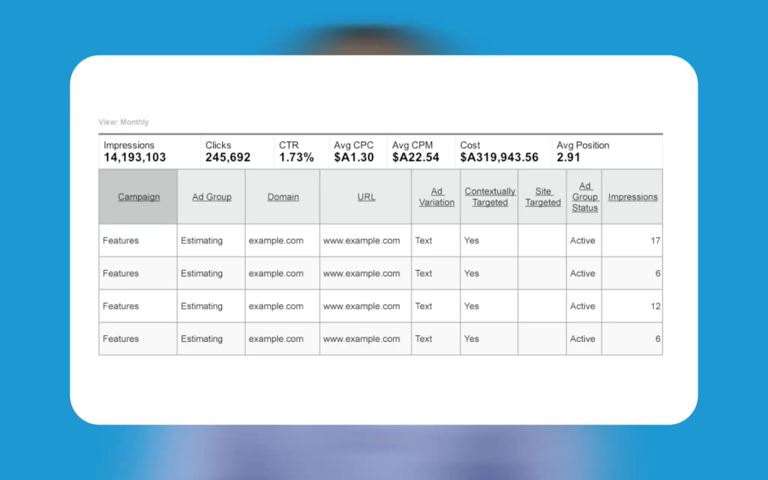 View: Monthly
Impressions Clicks CTR Avg CPC Avg CPM Cost Avg Position
14,193,103 245,692 1.73% $A1.30 $A22.54 $A319,943.56 2.91
Campaign Ad Group Domain URL Ad Variation Contextually Targeted Site Targeted Ad Group Status Impressions
Features Estimating example.com www.example.com Text Yes Active 17
Features Estimating example.com www.example.com Text Yes Active 6
Features Estimating example.com www.example.com Text Yes Active 12
Features Estimating example.com www.example.com Text Yes Active 6